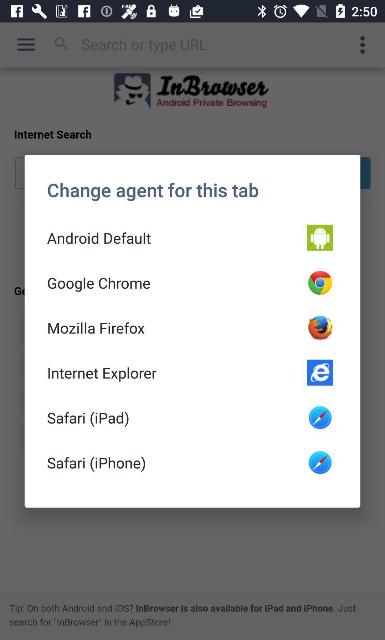 2:50
Search or type URL
InBrowser
Android Private Browsing
Internet Search
Change agent for this tab
Android Default
Google Chrome
Mozilla Firefox
Internet Explorer
Safari (iPad)
Safari (iPhone)
Tip: On both Android and iOS? InBrowser is also available for iPad and iPhone. Just
search for "InBrowser" in the AppStore!